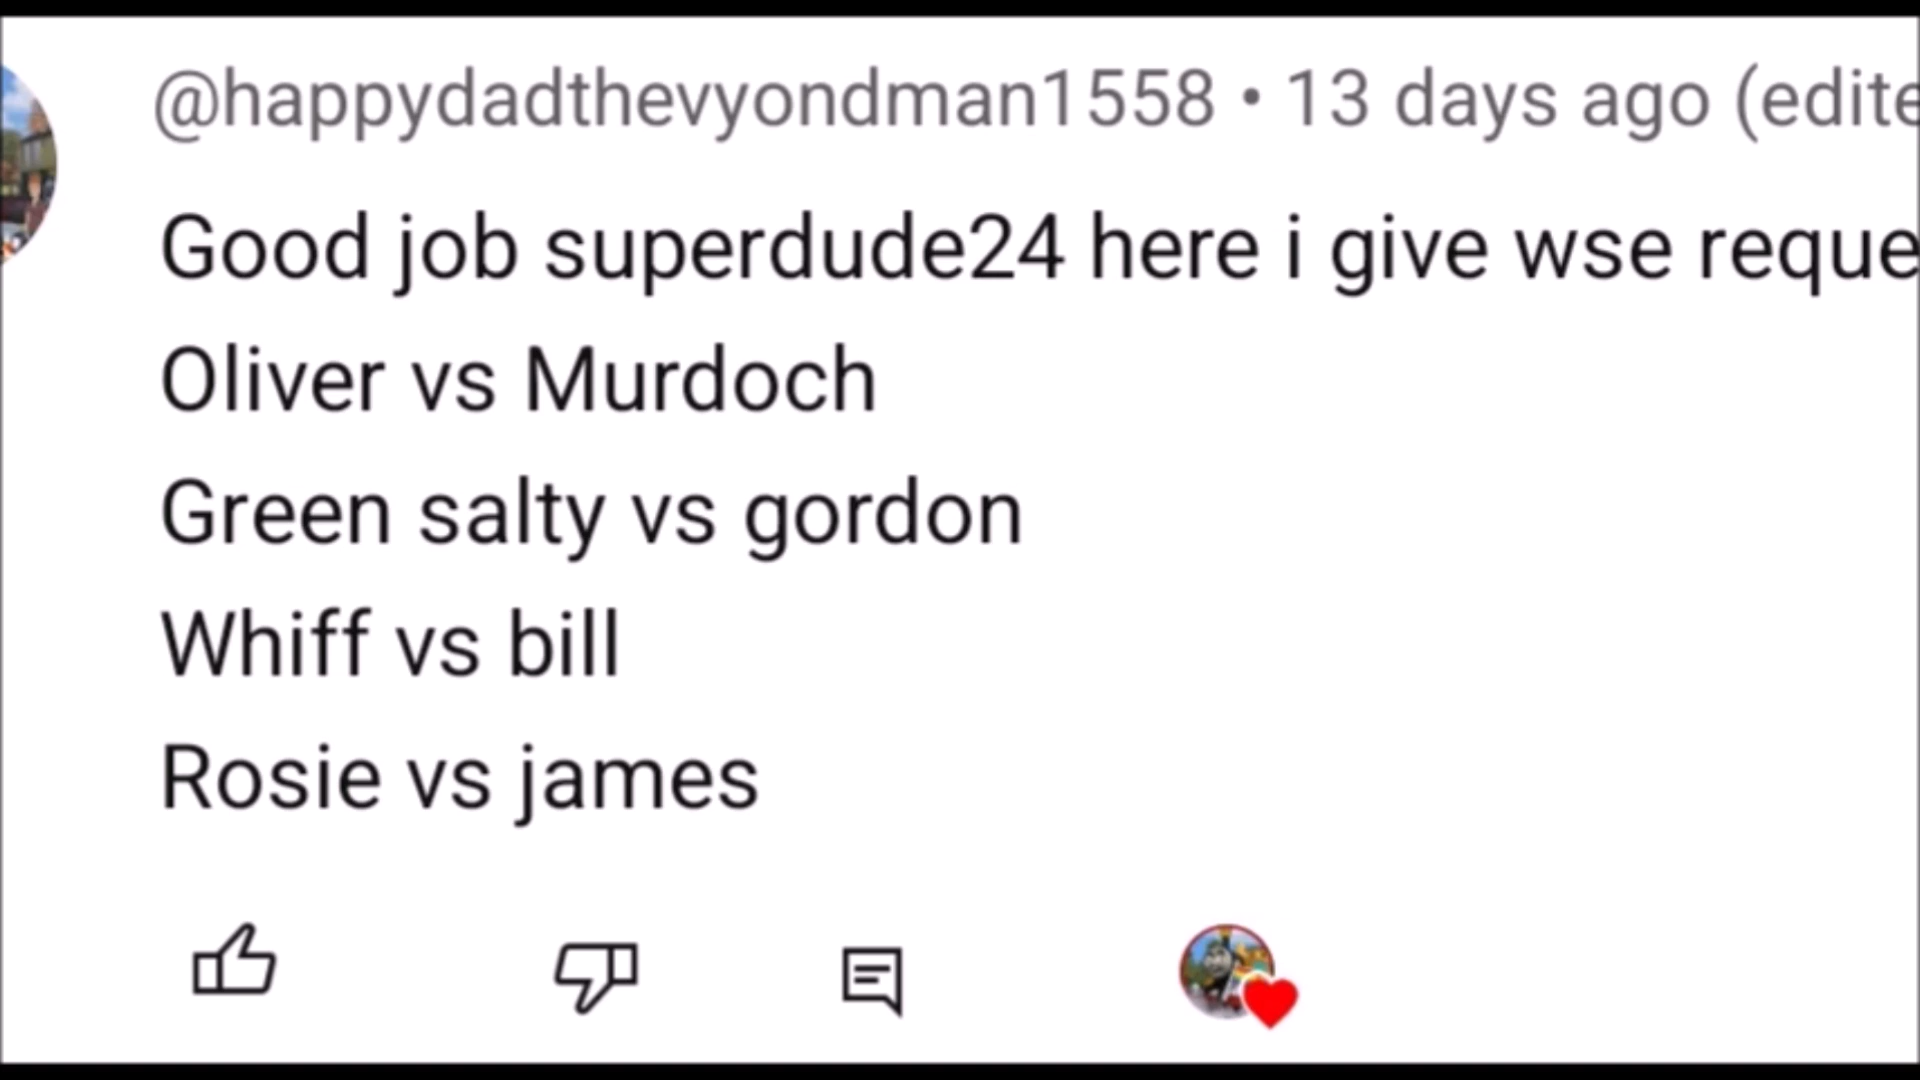 @happydadthevyondman1558 • 13 days ago (edite
Good job superdude24 here i give wse reque
Oliver vs Murdoch
Green salty vs gordon
Whiff vs bill
Rosie vs james